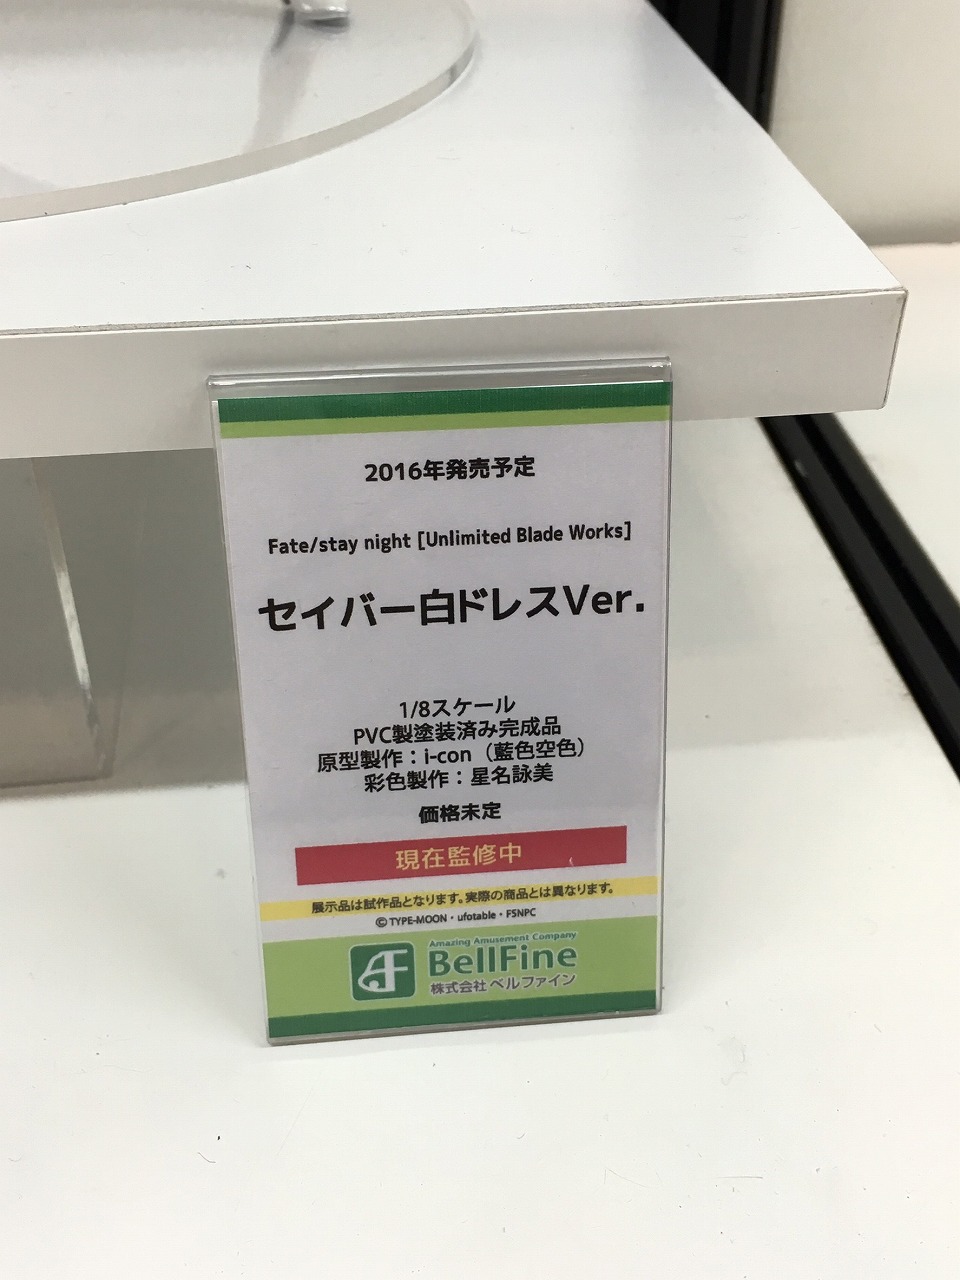 2016年発売予定
Fate/stay night [Unlimited Blade Works]
セイバー白ドレスVer.
1/8スケール
PVC製塗装済み完成品
原型製作：i-con（藍色空色）
彩色製作：星名詠美
価格未定
現在監修中
展示品は試作品となります。実際の商品とは異なります。
© TYPE-MOON・ufotable・FSNPC
Amazing Amusement Company
BellFine
株式会社 ベルファイン